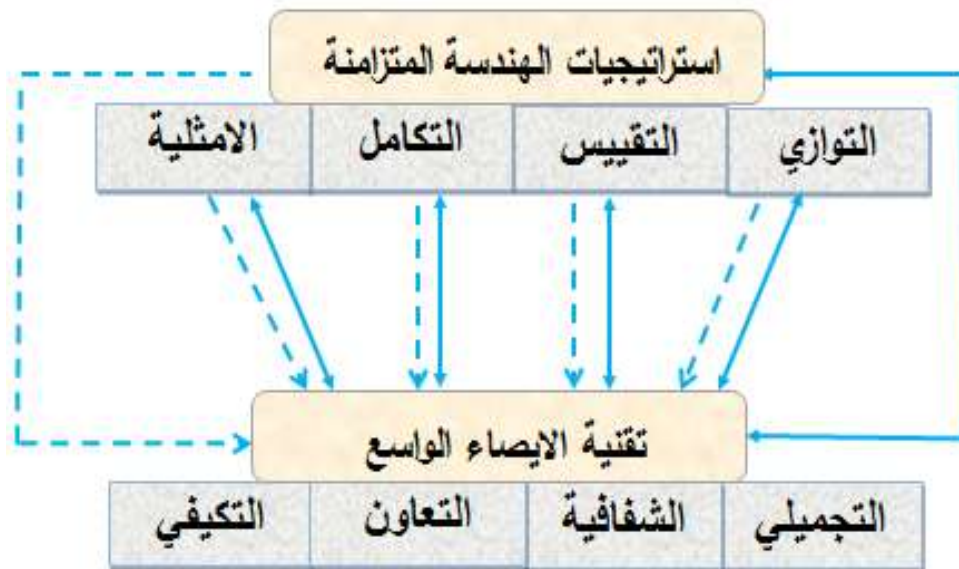 استراتيجيات الهندسة المتزامنة
التوازي التقييس التكامل الامثلية
تقنية الايصاء الواسع
التجميلي الشفافية التعاون التكيفي